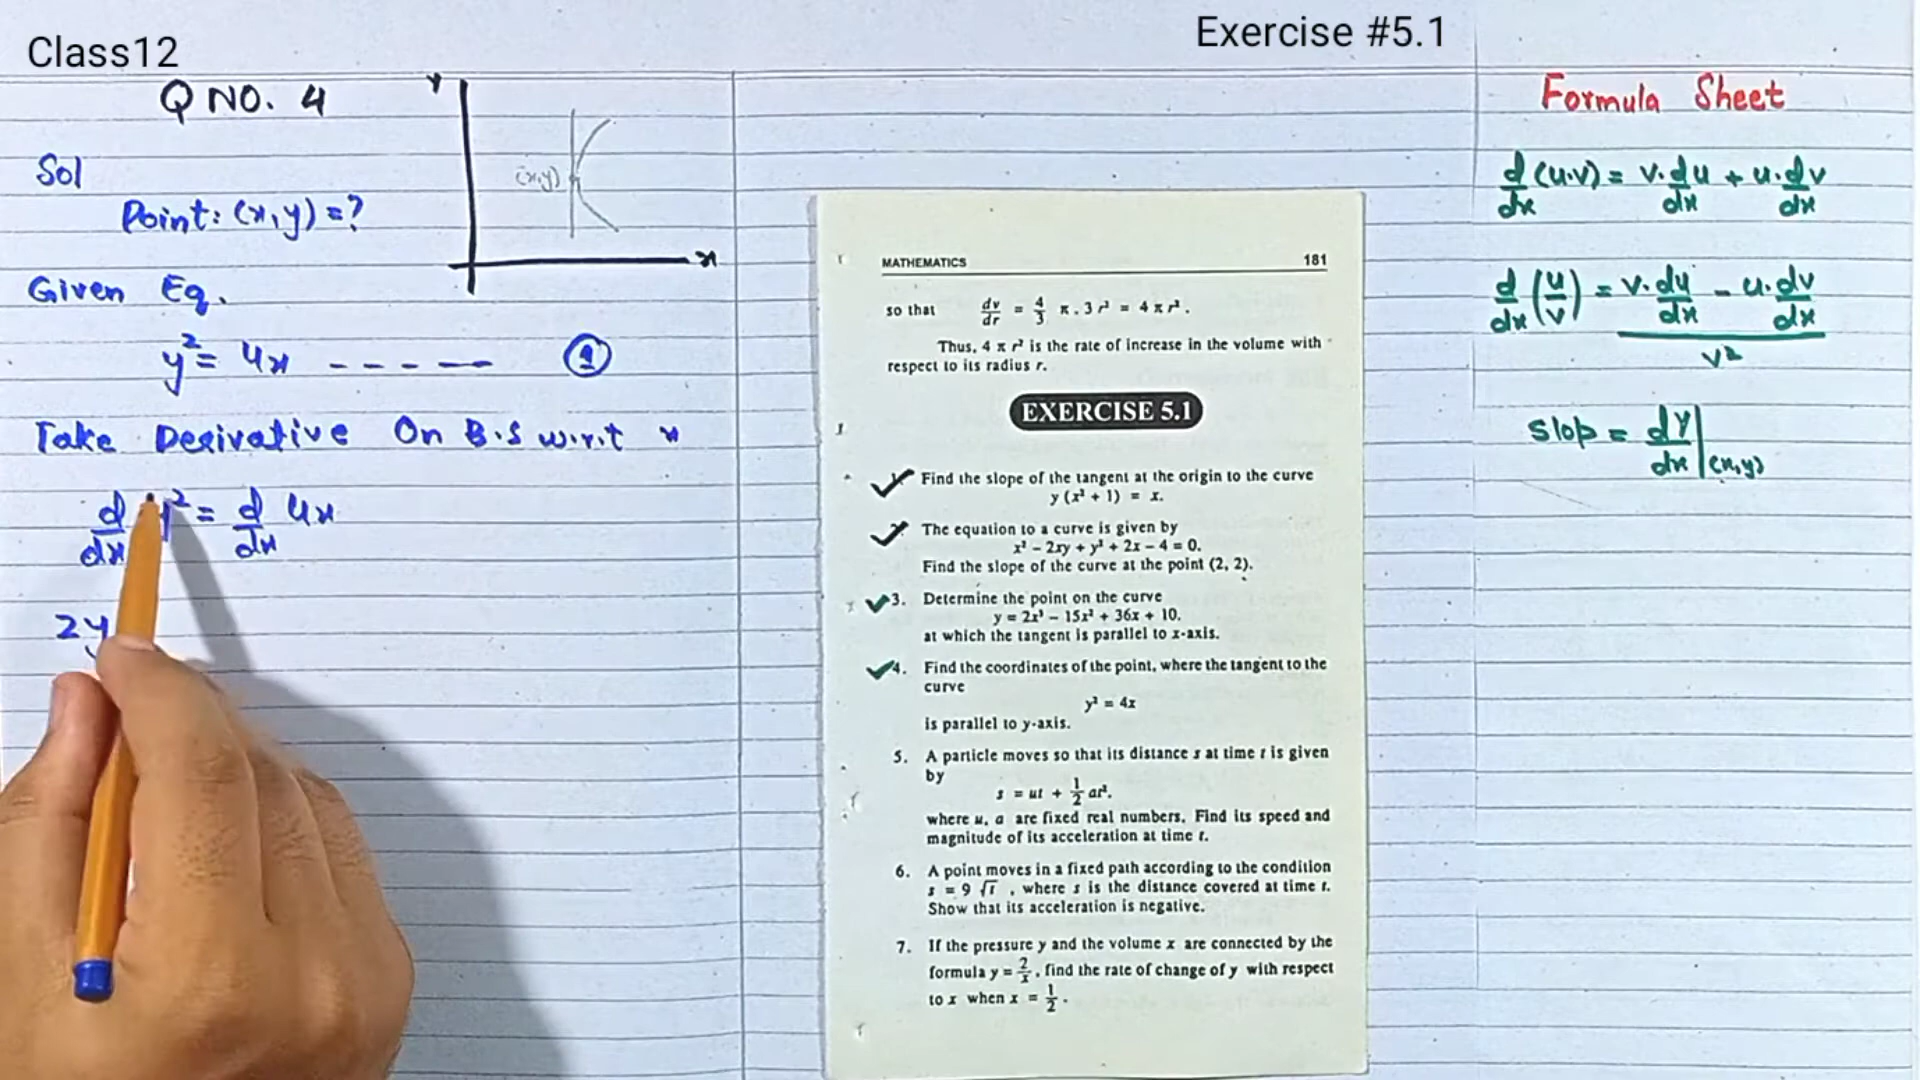 Class12
Exercise #5.1
Q NO. 4
Y
(x,y)
x
Sol
Point: (x,y) = ?
Given Eq.
y² = 4x - - - - — ①
Take Derivative On B.S w.r.t x
d/dx y² = d/dx 4x
2y
MATHEMATICS 181
so that dv/dr = 4/3 π . 3 r² = 4 π r² .
Thus, 4 π r² is the rate of increase in the volume with
respect to its radius r.
EXERCISE 5.1
Find the slope of the tangent at the origin to the curve
y (x² + 1) = x.
The equation to a curve is given by
x² – 2xy + y² + 2x – 4 = 0.
Find the slope of the curve at the point (2, 2).
3. Determine the point on the curve
y = 2x³ – 15x² + 36x + 10.
at which the tangent is parallel to x-axis.
4. Find the coordinates of the point, where the tangent to the
curve
y² = 4x
is parallel to y-axis.
5. A particle moves so that its distance s at time t is given
by
s = ut + 1/2 at².
where u, a are fixed real numbers. Find its speed and
magnitude of its acceleration at time t.
6. A point moves in a fixed path according to the condition
s = 9 √t , where s is the distance covered at time t.
Show that its acceleration is negative.
7. If the pressure y and the volume x are connected by the
formula y = 2/x , find the rate of change of y with respect
to x when x = 1/2 .
Formula Sheet
d/dx (u.v) = v.du/dx + u.dv/dx
d/dx (u/v) = (v.du/dx - u.dv/dx)/v²
Slop = dy/dx|(x,y)